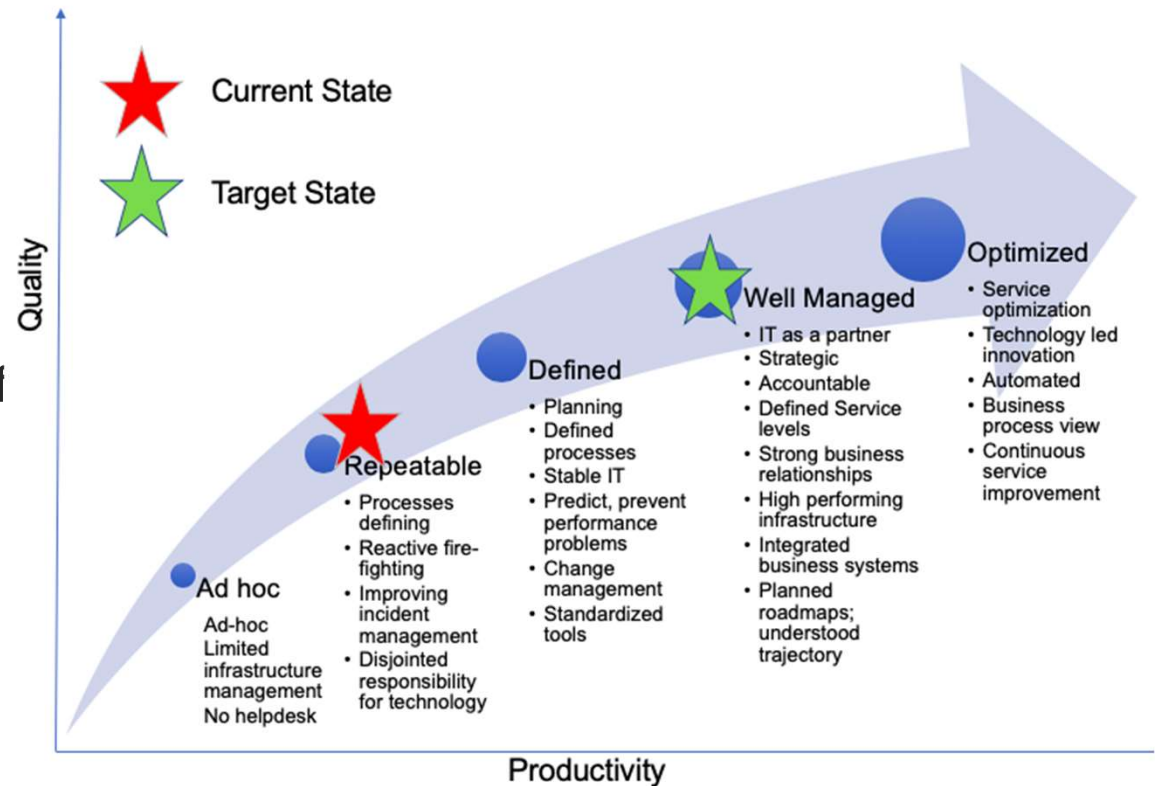 Current State
Target State
Quality
f
Optimized
• Service
optimization
• Technology led
innovation
• Automated
• Business
process view
• Continuous
service
improvement
Well Managed
• IT as a partner
• Strategic
• Accountable
• Defined Service
levels
• Strong business
relationships
• High performing
infrastructure
• Integrated
business systems
• Planned
roadmaps;
understood
trajectory
Defined
• Planning
• Defined
processes
• Stable IT
• Predict, prevent
performance
problems
• Change
management
• Standardized
tools
Repeatable
• Processes
defining
• Reactive fire-
fighting
• Improving
incident
management
• Disjointed
responsibility
for technology
Ad hoc
Ad-hoc
Limited
infrastructure
management
No helpdesk
Productivity